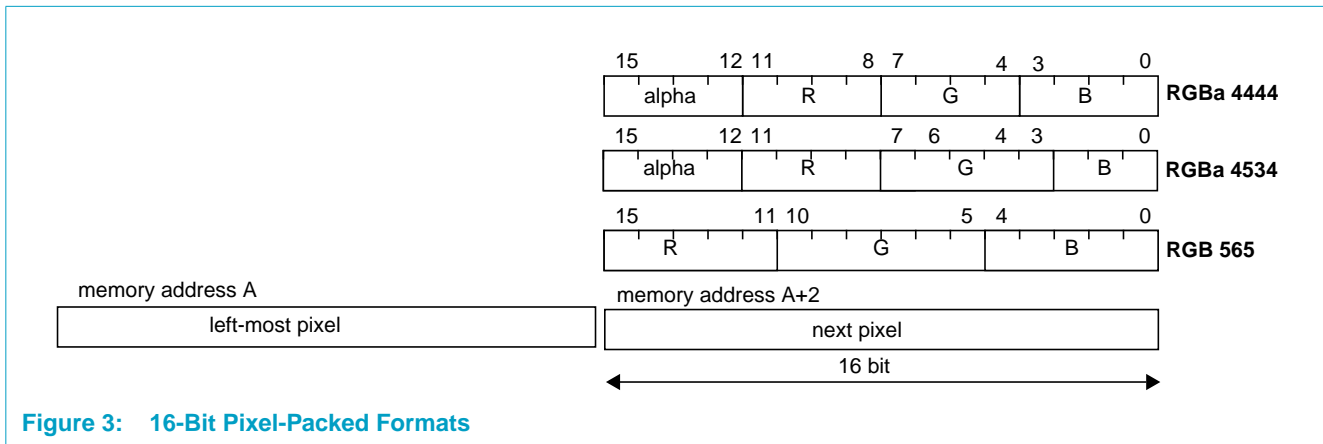 15 12 11 8 7 4 3 0
alpha R G B RGBa 4444
15 12 11 7 6 4 3 0
alpha R G B RGBa 4534
15 11 10 5 4 0
R G B RGB 565
memory address A memory address A+2
left-most pixel next pixel
16 bit
Figure 3: 16-Bit Pixel-Packed Formats